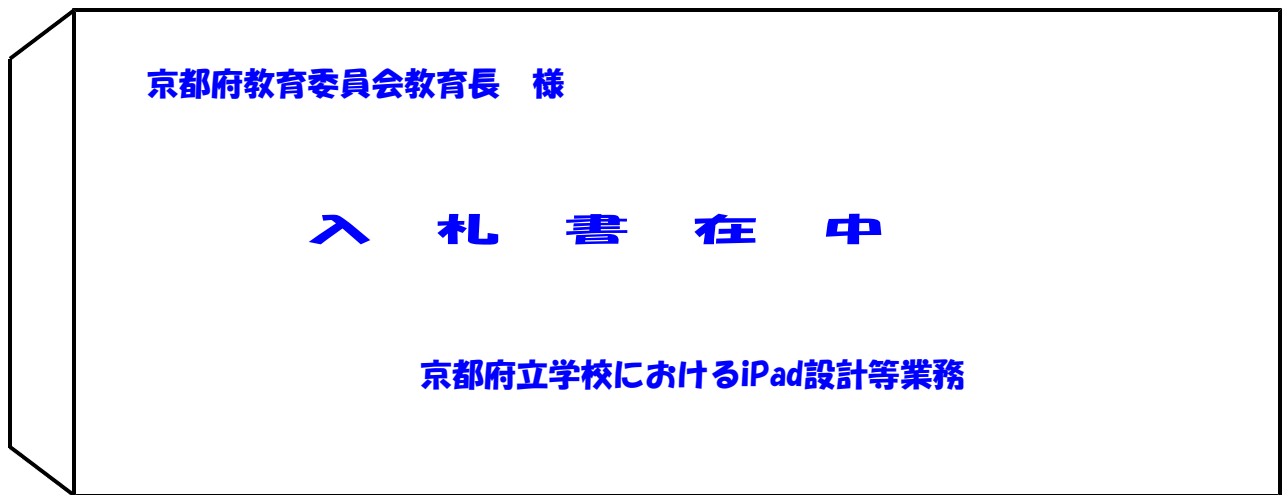 京都府教育委員会教育長　様
入　札　書　在　中
京都府立学校におけるiPad設計等業務